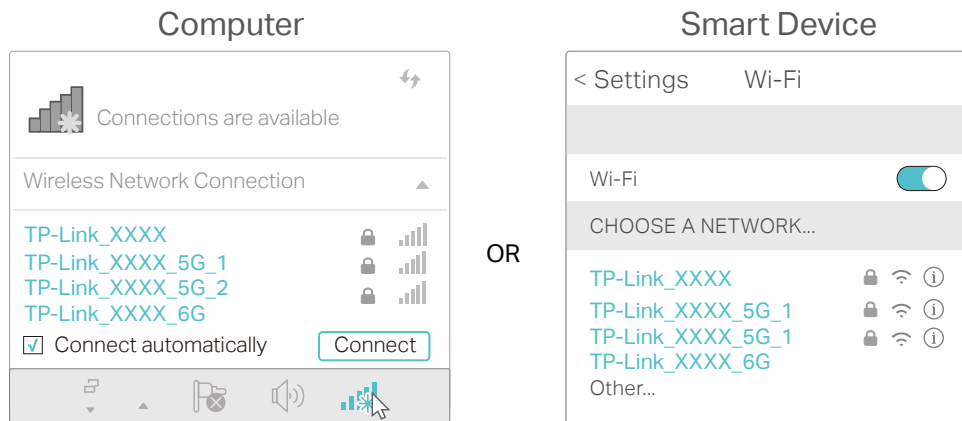 Computer
Connections are available
Wireless Network Connection
TP-Link_XXXX
TP-Link_XXXX_5G_1
TP-Link_XXXX_5G_2
TP-Link_XXXX_6G
Connect automatically
Connect
OR
Smart Device
< Settings Wi-Fi
Wi-Fi
CHOOSE A NETWORK...
TP-Link_XXXX
TP-Link_XXXX_5G_1
TP-Link_XXXX_5G_1
TP-Link_XXXX_6G
Other...